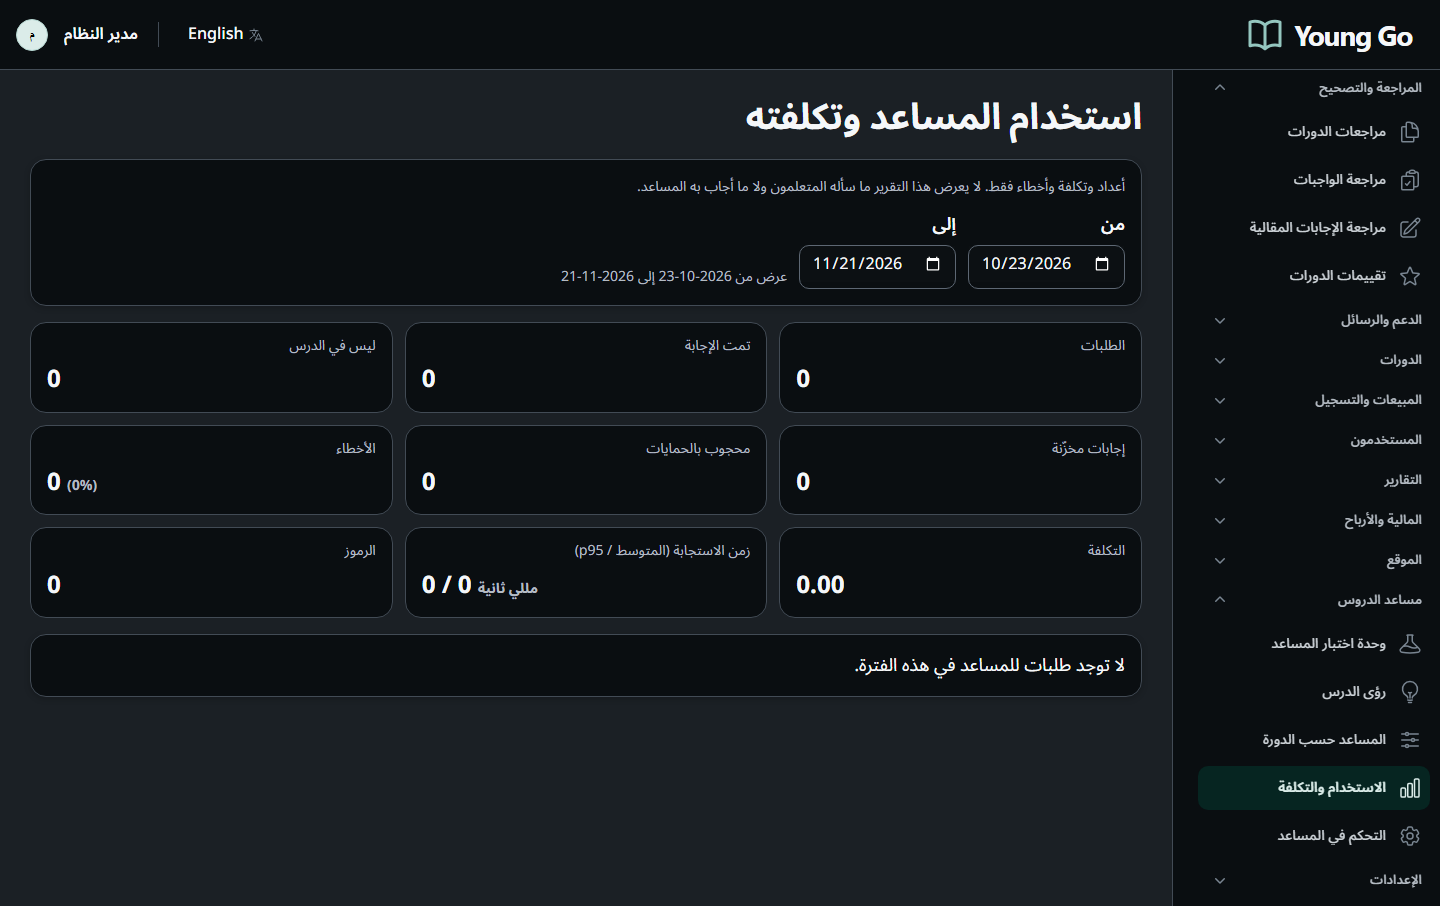 Young Go
English
مدير النظام
م
المراجعة والتصحيح
مراجعات الدورات
مراجعة الواجبات
مراجعة الإجابات المقالية
تقييمات الدورات
الدعم والرسائل
الدورات
المبيعات والتسجيل
المستخدمون
التقارير
المالية والأرباح
الموقع
مساعد الدروس
وحدة اختبار المساعد
رؤى الدرس
المساعد حسب الدورة
الاستخدام والتكلفة
التحكم في المساعد
الإعدادات
استخدام المساعد وتكلفته
أعداد وتكلفة وأخطاء فقط. لا يعرض هذا التقرير ما سأله المتعلمون ولا ما أجاب به المساعد.
من
10/23/2026
إلى
11/21/2026
عرض من 2026-10-23 إلى 2026-11-21
الطلبات
0
تمت الإجابة
0
ليس في الدرس
0
إجابات مخزّنة
0
محجوب بالحمايات
0
الأخطاء
0 (0%)
التكلفة
0.00
زمن الاستجابة (المتوسط / p95)
0 / 0 مللي ثانية
الرموز
0
لا توجد طلبات للمساعد في هذه الفترة.